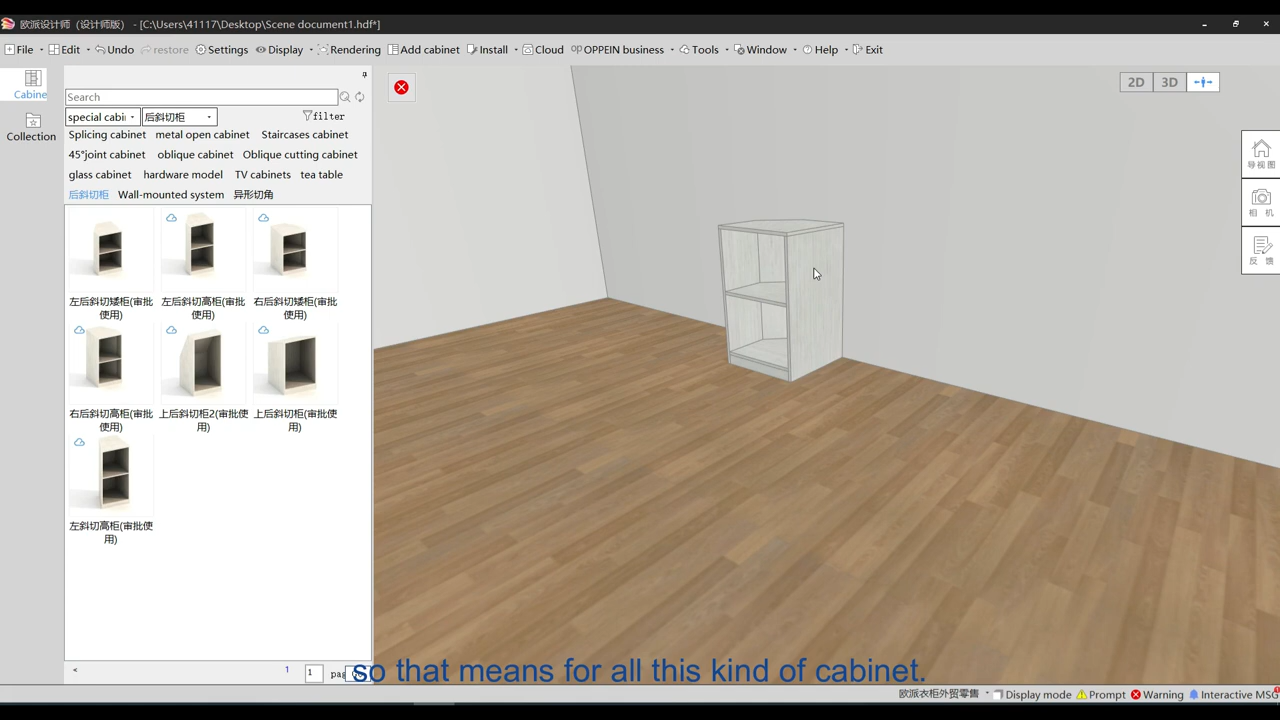 欧派设计师（设计师版） - [C:\Users\41117\Desktop\Scene document1.hdf*]
File Edit Undo restore Settings Display Rendering Add cabinet Install Cloud OPPEIN business Tools Window Help Exit
Cabine
Collection
Search
special cabi 后斜切柜 filter
Splicing cabinet metal open cabinet Staircases cabinet
45°joint cabinet oblique cabinet Oblique cutting cabinet
glass cabinet hardware model TV cabinets tea table
后斜切柜 Wall-mounted system 异形切角
左后斜切矮柜(审批使用) 左后斜切高柜(审批使用) 右后斜切矮柜(审批使用)
右后斜切高柜(审批使用) 上后斜切柜2(审批使用) 上后斜切柜(审批使用)
左斜切高柜(审批使用)
< 1 1 pag
2D 3D
导视图
相机
反馈
so that means for all this kind of cabinet.
欧派衣柜外贸零售 Display mode Prompt Warning Interactive MSG